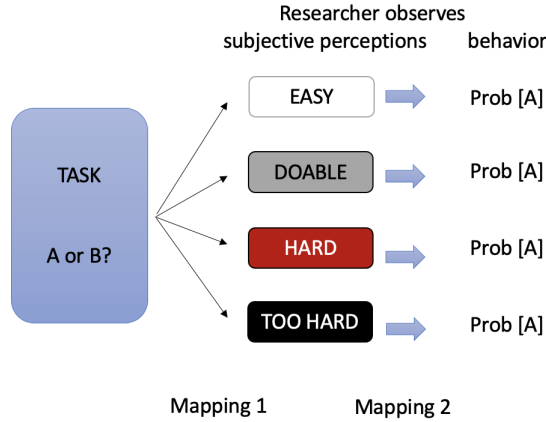 Researcher observes
subjective perceptions behavior
TASK
A or B?
EASY Prob [A]
DOABLE Prob [A]
HARD Prob [A]
TOO HARD Prob [A]
Mapping 1 Mapping 2